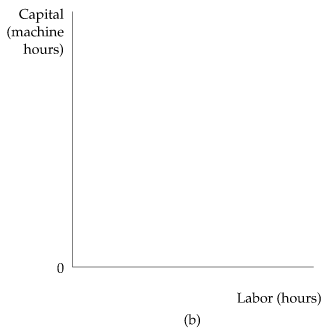 Capital
(machine
hours)
0
Labor (hours)
(b)